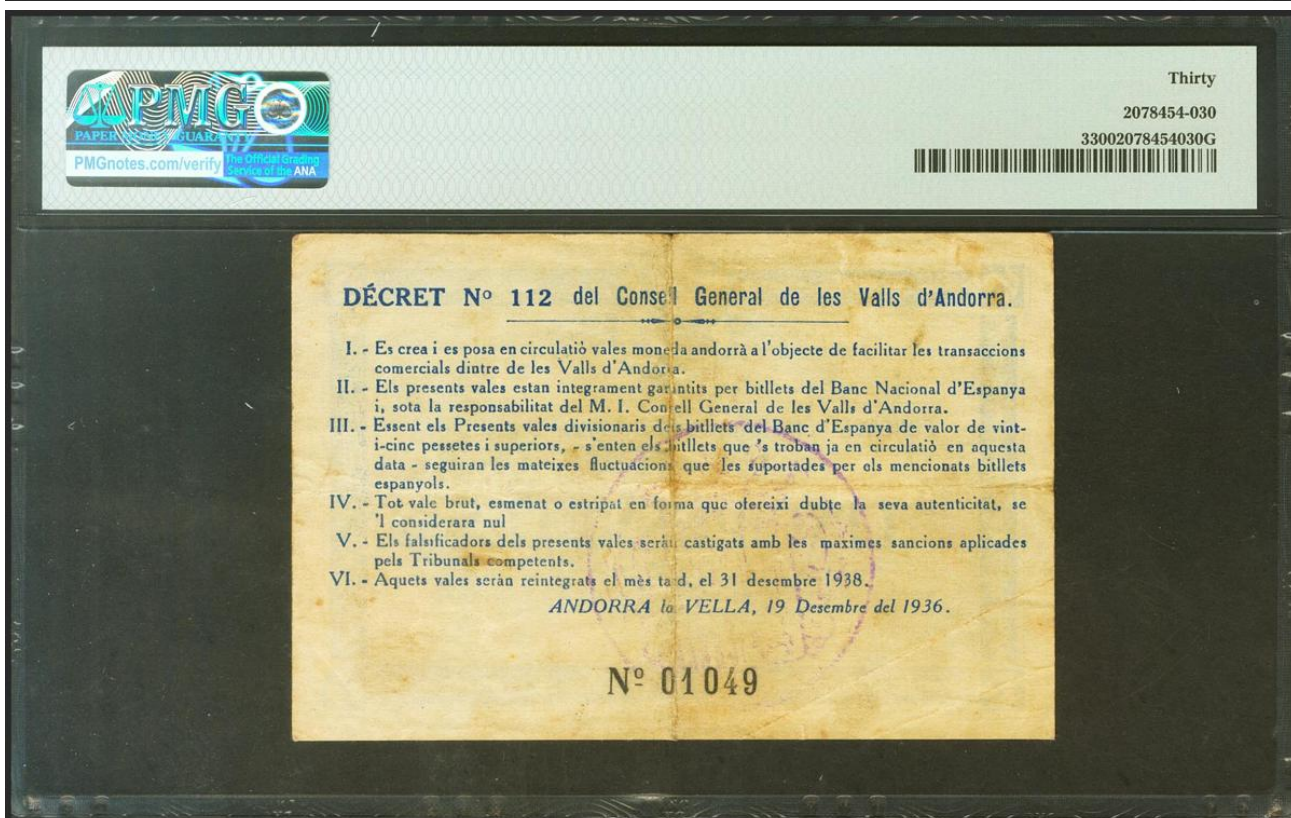 PMG
PAPER MONEY GUARANTY
PMGnotes.com/verify
The Official Grading
Service of the ANA
Thirty
2078454-030
33002078454030G
DÉCRET Nº 112 del Consell General de les Valls d'Andorra.
I. - Es crea i es posa en circulatiò vales moneda andorrà a l'objecte de facilitar les transaccions
comercials dintre de les Valls d'Andorra.
II. - Els presents vales estan integrament garantits per bitllets del Banc Nacional d'Espanya
i, sota la responsabilitat del M. I. Consell General de les Valls d'Andorra.
III. - Essent els Presents vales divisionaris dels bitllets del Banc d'Espanya de valor de vint-
i-cinc pessetes i superiors, - s'enten els bitllets que 's troban ja en circulatiò en aquesta
data - seguiran les mateixes fluctuacions que les suportades per els mencionats bitllets
espanyols.
IV. - Tot vale brut, esmenat o estripat en forma que ofereixi dubte la seva autenticitat, se
'l considerara nul
V. - Els falsificadors dels presents vales seràn castigats amb les maximes sancions aplicades
pels Tribunals competents.
VI. - Aquets vales seràn reintegrats el mès tard, el 31 desembre 1938.
ANDORRA la VELLA, 19 Desembre del 1936.
Nº 01049